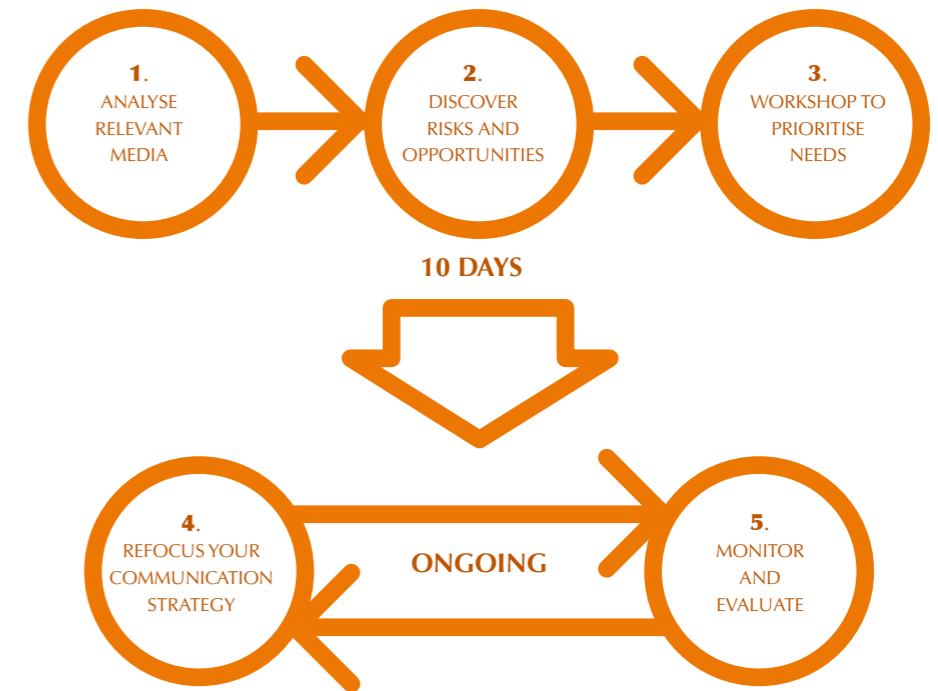 1.
ANALYSE
RELEVANT
MEDIA
2.
DISCOVER
RISKS AND
OPPORTUNITIES
3.
WORKSHOP TO
PRIORITISE
NEEDS
10 DAYS
4.
REFOCUS YOUR
COMMUNICATION
STRATEGY
ONGOING
5.
MONITOR
AND
EVALUATE